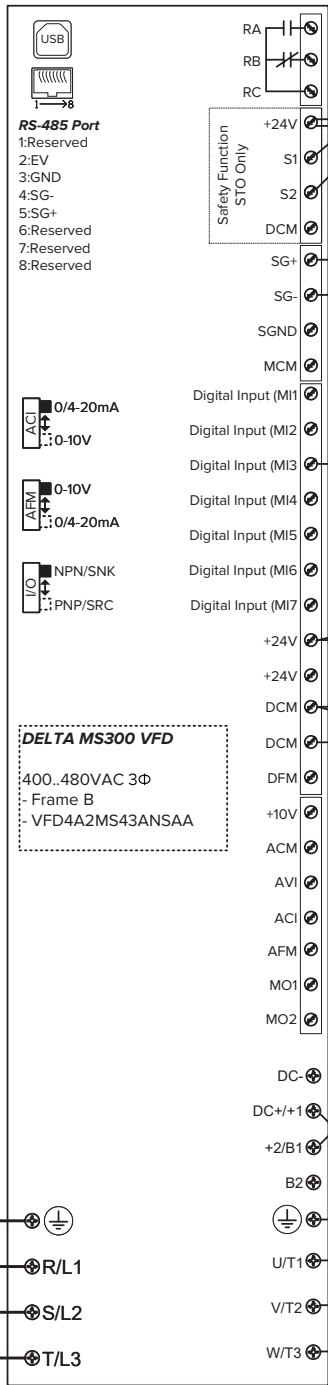 USB
1 → 8
RS-485 Port
1:Reserved
2:EV
3:GND
4:SG-
5:SG+
6:Reserved
7:Reserved
8:Reserved
ACI
0/4-20mA
0-10V
AFM
0-10V
0/4-20mA
I/O
NPN/SNK
PNP/SRC
DELTA MS300 VFD
400..480VAC 3Φ
- Frame B
- VFD4A2MS43ANSAA
R/L1
S/L2
T/L3
RA
RB
RC
Safety Function
STO Only
+24V
S1
S2
DCM
SG+
SG-
SGND
MCM
Digital Input (MI1
Digital Input (MI2
Digital Input (MI3
Digital Input (MI4
Digital Input (MI5
Digital Input (MI6
Digital Input (MI7
+24V
+24V
DCM
DCM
DFM
+10V
ACM
AVI
ACI
AFM
MO1
MO2
DC-
DC+/+1
+2/B1
B2
U/T1
V/T2
W/T3